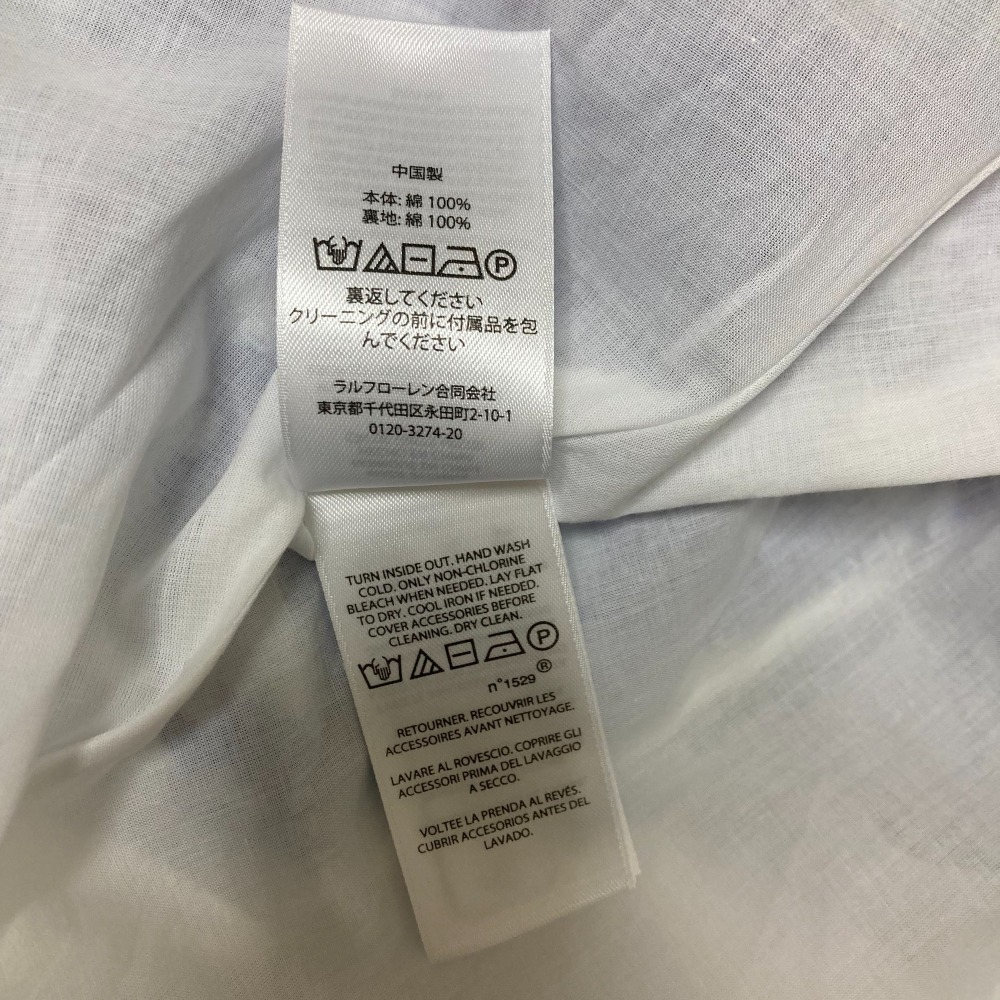 中国製
本体: 綿 100%
裏地: 綿 100%
P
裏返してください
クリーニングの前に付属品を包
んでください
ラルフローレン合同会社
東京都千代田区永田町2-10-1
0120-3274-20
TURN INSIDE OUT. HAND WASH
COLD. ONLY NON-CHLORINE
BLEACH WHEN NEEDED. LAY FLAT
TO DRY. COOL IRON IF NEEDED.
COVER ACCESSORIES BEFORE
CLEANING. DRY CLEAN.
P
n°1529 ®
RETOURNER. RECOUVRIR LES
ACCESSOIRES AVANT NETTOYAGE.
LAVARE AL ROVESCIO. COPRIRE GLI
ACCESSORI PRIMA DEL LAVAGGIO
A SECCO.
VOLTEE LA PRENDA AL REVÉS.
CUBRIR ACCESORIOS ANTES DEL
LAVADO.